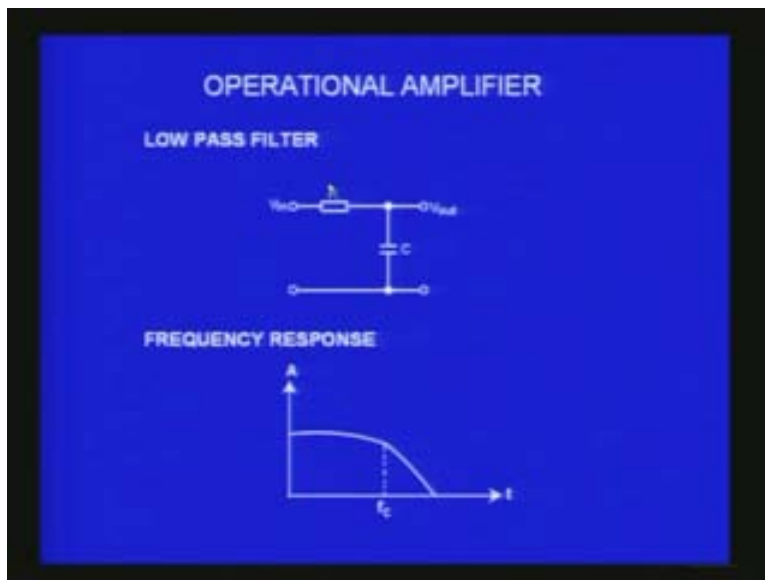 OPERATIONAL AMPLIFIER
LOW PASS FILTER
Vin
Vout
C
FREQUENCY RESPONSE
A
f
fc